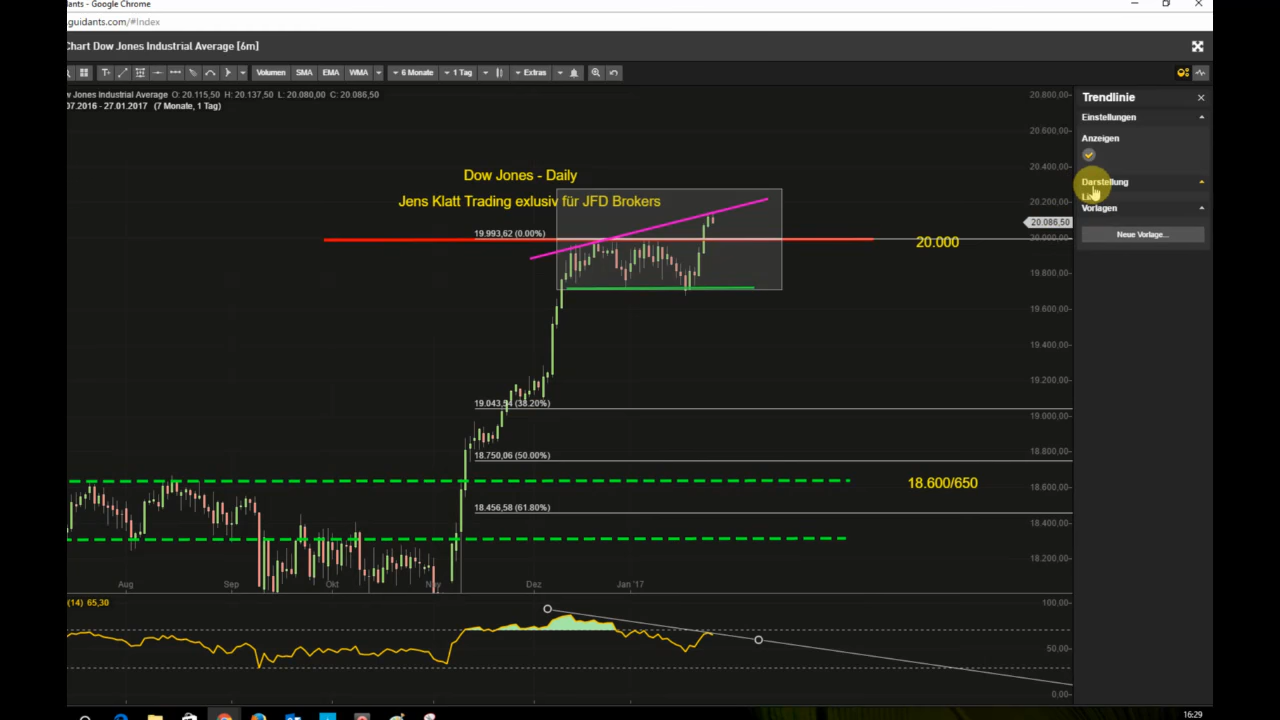 ants - Google Chrome
guidants.com/#Index
Chart Dow Jones Industrial Average [6m]
T+ Volumen SMA EMA WMA 6 Monate 1 Tag Extras
w Jones Industrial Average O: 20.115,50 H: 20.137,50 L: 20.080,00 C: 20.086,50
07.2016 - 27.01.2017 (7 Monate, 1 Tag)
Dow Jones - Daily
Jens Klatt Trading exlusiv für JFD Brokers
19.993,62 (0.00%)
20.000
19.043,54 (38.20%)
18.750,06 (50.00%)
18.600/650
18.456,58 (61.80%)
20.800,00
20.600,00
20.400,00
20.200,00
20.086,50
20.000,00
19.800,00
19.600,00
19.400,00
19.200,00
19.000,00
18.800,00
18.600,00
18.400,00
18.200,00
Aug Sep Okt Nov Dez Jan '17
(14) 65,30
100,00
50,00
0,00
Trendlinie
Einstellungen
Anzeigen
Darstellung
Vorlagen
Neue Vorlage...
16:29